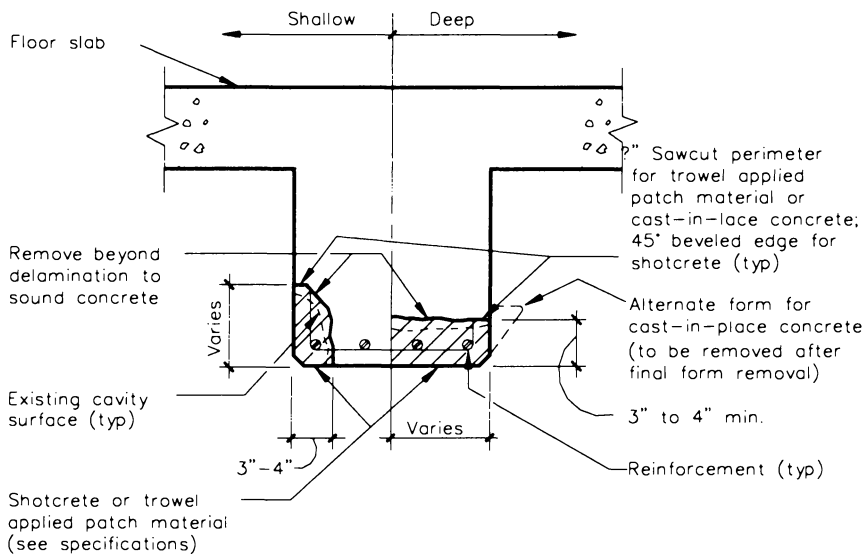 Shallow
Deep
Floor slab
?" Sawcut perimeter
for trowel applied
patch material or
cast-in-lace concrete;
45° beveled edge for
shotcrete (typ)
Remove beyond
delamination to
sound concrete
Varies
Alternate form for
cast-in-place concrete
(to be removed after
final form removal)
Existing cavity
surface (typ)
3" to 4" min.
Varies
3"-4"
Reinforcement (typ)
Shotcrete or trowel
applied patch material
(see specifications)